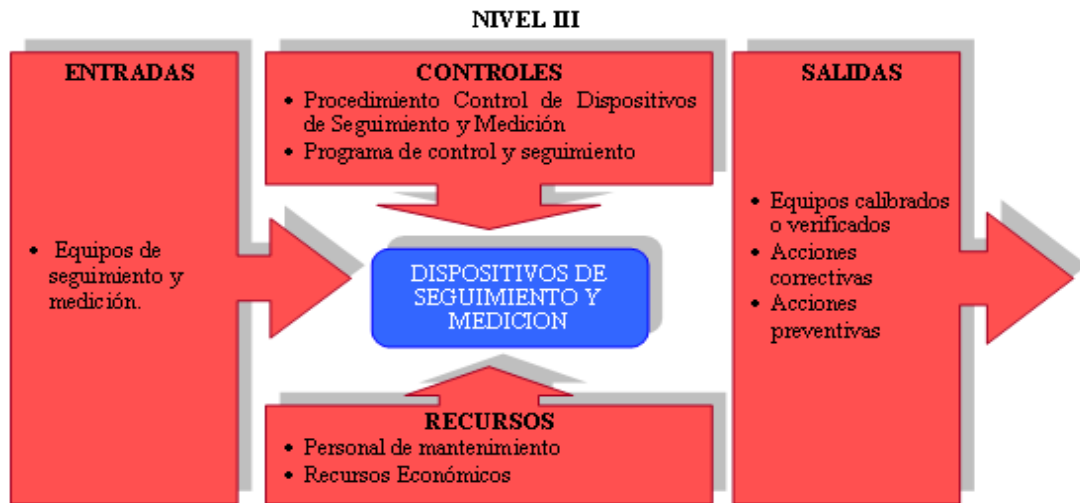 NIVEL III
ENTRADAS
• Equipos de
seguimiento y
medición.
CONTROLES
• Procedimiento Control de Dispositivos
de Seguimiento y Medición
• Programa de control y seguimiento
DISPOSITIVOS DE
SEGUIMIENTO Y
MEDICION
RECURSOS
• Personal de mantenimiento
• Recursos Económicos
SALIDAS
• Equipos calibrados
o verificados
• Acciones
correctivas
• Acciones
preventivas